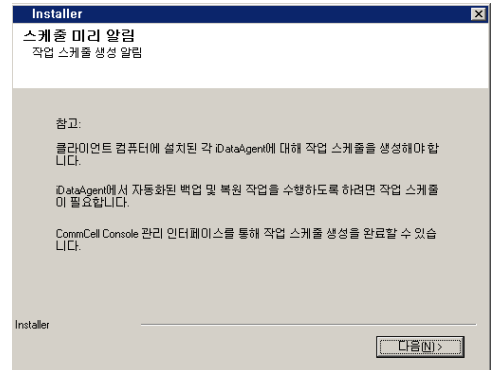 Installer
스케줄 미리 알림
작업 스케줄 생성 알림
참고:
클라이언트 컴퓨터에 설치된 각 iDataAgent에 대해 작업 스케줄을 생성해야 합
니다.
iDataAgent에서 자동화된 백업 및 복원 작업을 수행하도록 하려면 작업 스케줄
이 필요합니다.
CommCell Console 관리 인터페이스를 통해 작업 스케줄 생성을 완료할 수 있습
니다.
Installer
다음(N) >